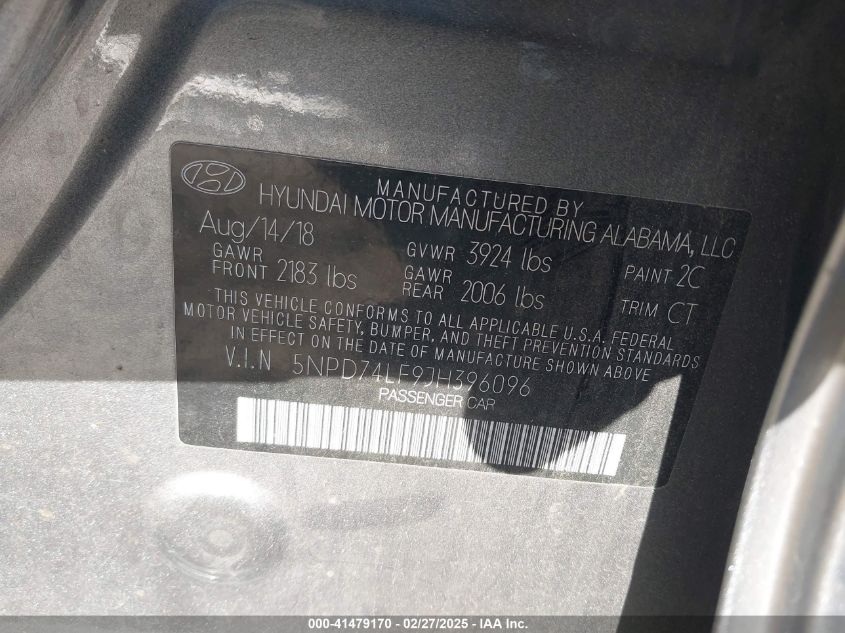 MANUFACTURED BY
HYUNDAI MOTOR MANUFACTURING ALABAMA, LLC
Aug/14/18
GVWR 3924 lbs
PAINT 2C
GAWR FRONT 2183 lbs
GAWR REAR 2006 lbs
TRIM CT
THIS VEHICLE CONFORMS TO ALL APPLICABLE U.S.A. FEDERAL
MOTOR VEHICLE SAFETY, BUMPER, AND THEFT PREVENTION STANDARDS
IN EFFECT ON THE DATE OF MANUFACTURE SHOWN ABOVE
V.I.N 5NPD74LF9JH396096
PASSENGER CAR
000-41479170 - 02/27/2025 - IAA Inc.